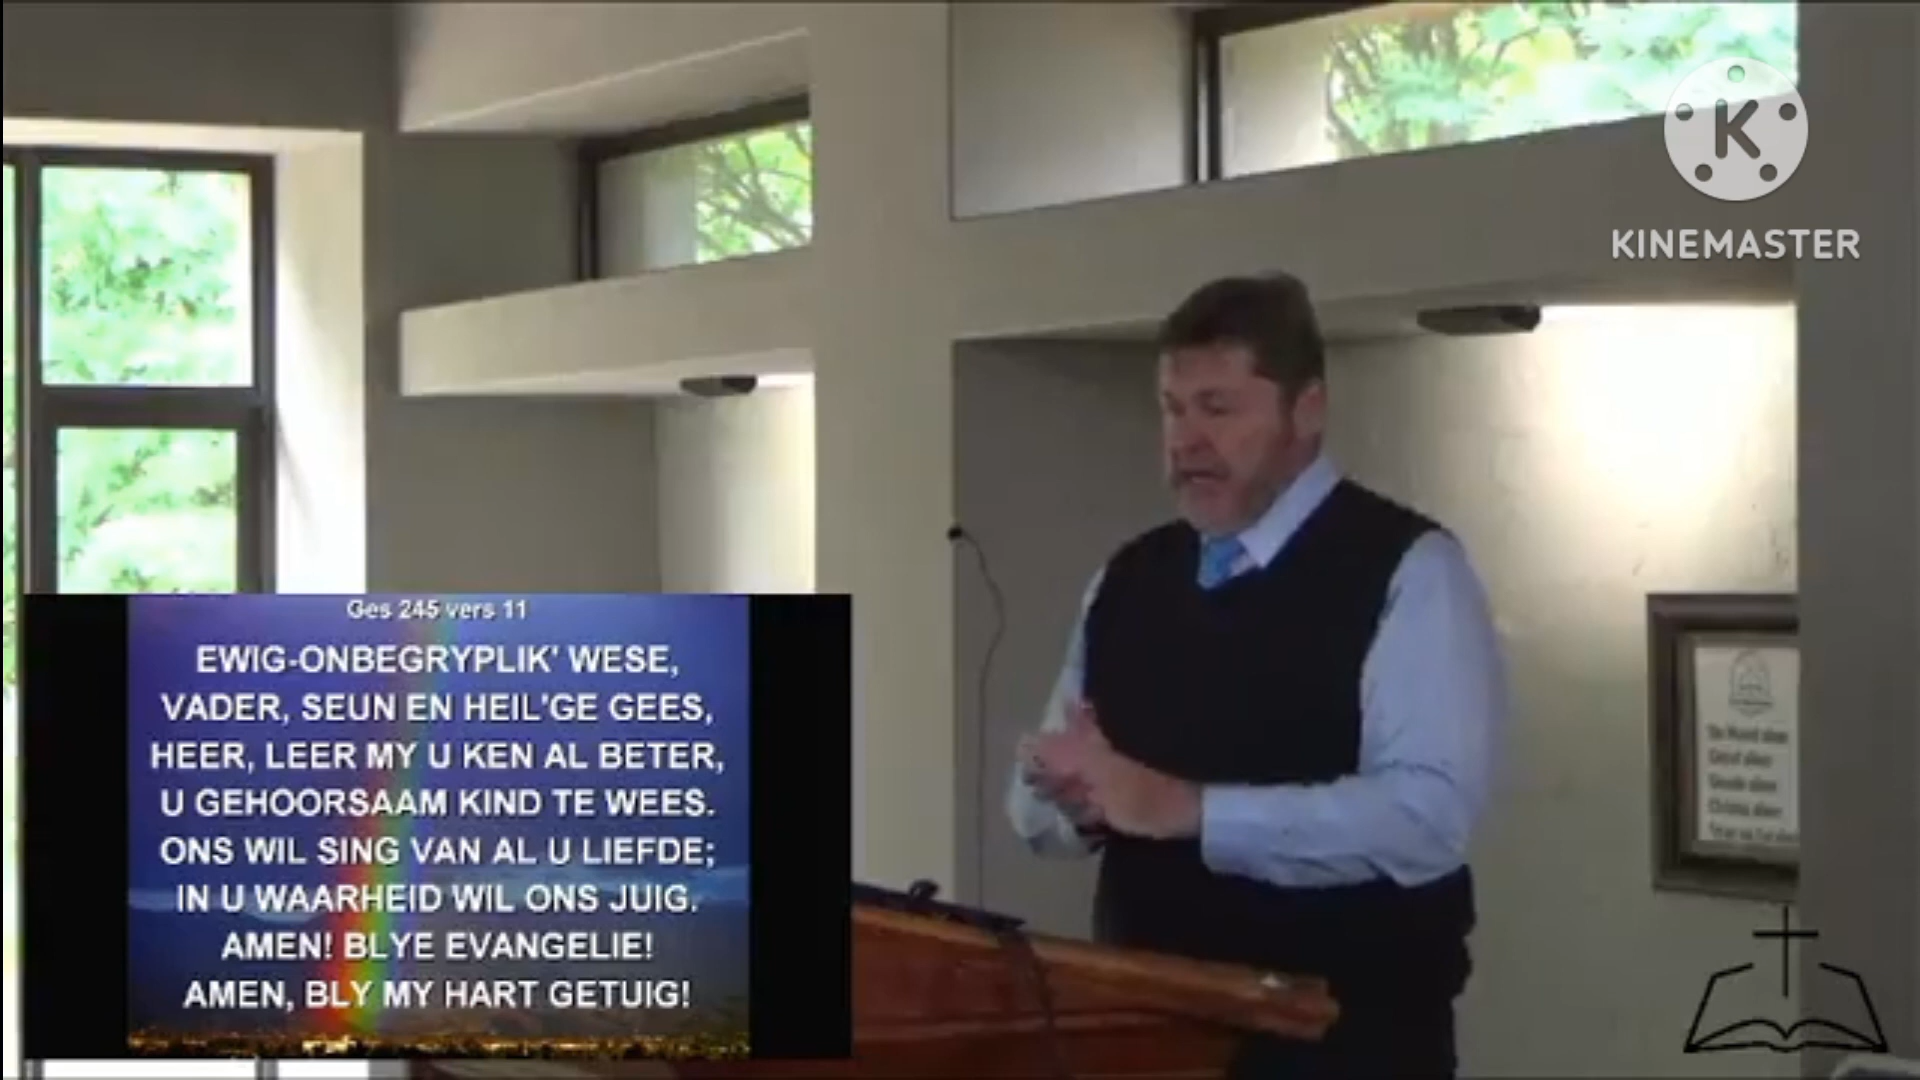 K
KINEMASTER
Ges 245 vers 11
EWIG-ONBEGRYPLIK' WESE,
VADER, SEUN EN HEIL'GE GEES,
HEER, LEER MY U KEN AL BETER,
U GEHOORSAAM KIND TE WEES.
ONS WIL SING VAN AL U LIEFDE;
IN U WAARHEID WIL ONS JUIG.
AMEN! BLYE EVANGELIE!
AMEN, BLY MY HART GETUIG!